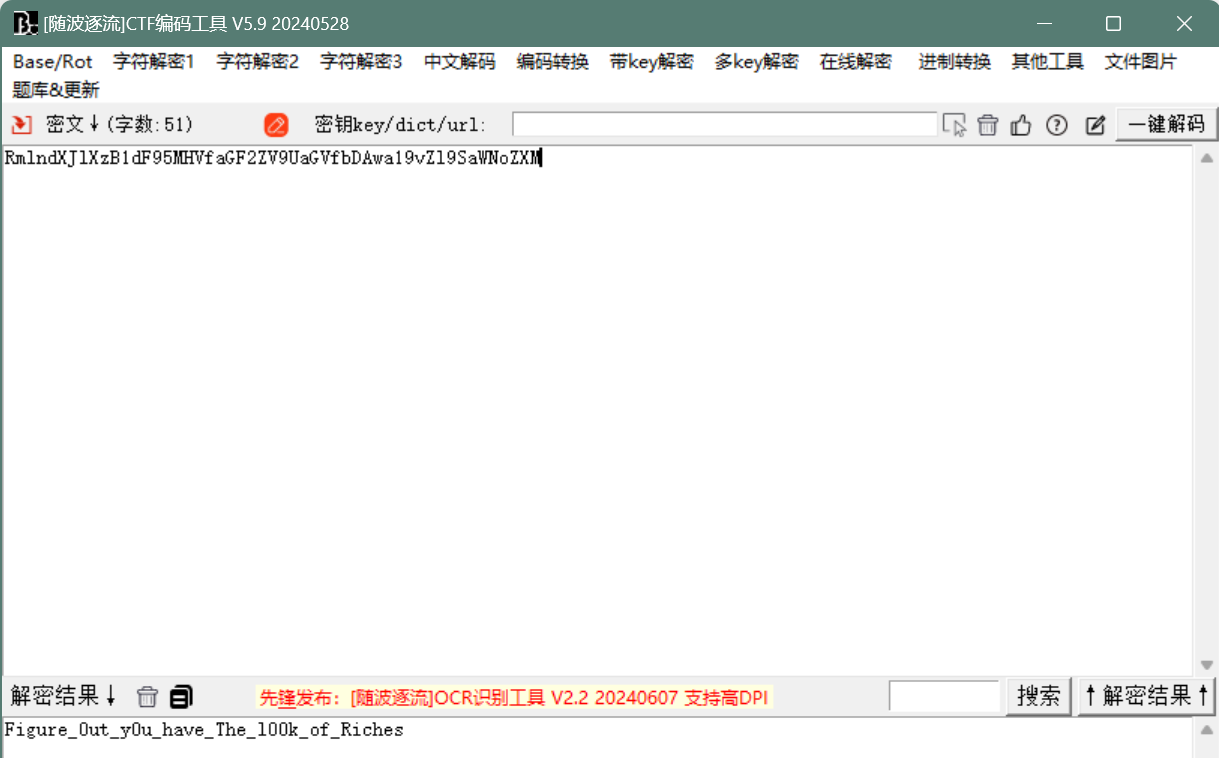 [随波逐流]CTF编码工具 V5.9 20240528
Base/Rot 字符解密1 字符解密2 字符解密3 中文解码 编码转换 带key解密 多key解密 在线解密 进制转换 其他工具 文件图片
题库&更新
密文↓(字数:51) 密钥key/dict/url: 一键解码
RmlndXJlXzB1dF95MHVfaGF2ZV9UaGVfbDAwa19vZl9SaWNoZXM
解密结果↓ 先锋发布：[随波逐流]OCR识别工具 V2.2 20240607 支持高DPI 搜索 ↑解密结果↑
Figure_0ut_y0u_have_The_l00k_of_Riches